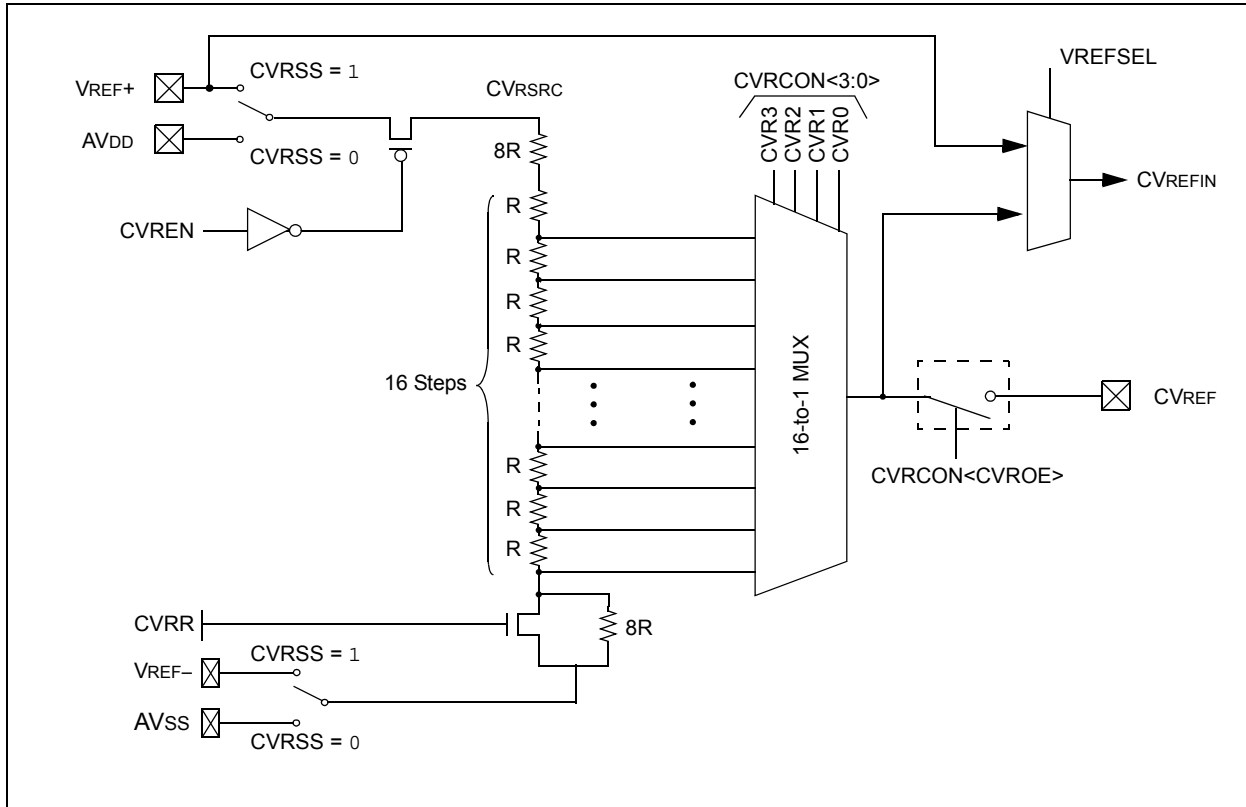 VREFSEL
CVRSS = 1
VREF+
CVRSRC
CVRCON<3:0>
CVR3
CVR2
CVR1
CVR0
AVDD
8R
CVRSS = 0
CVREFIN
R
CVREN
R
R
R
16 Steps
16-to-1 MUX
CVREF
R
CVRCON<CVROE>
R
R
CVRR
8R
CVRSS = 1
VREF–
AVSS
CVRSS = 0